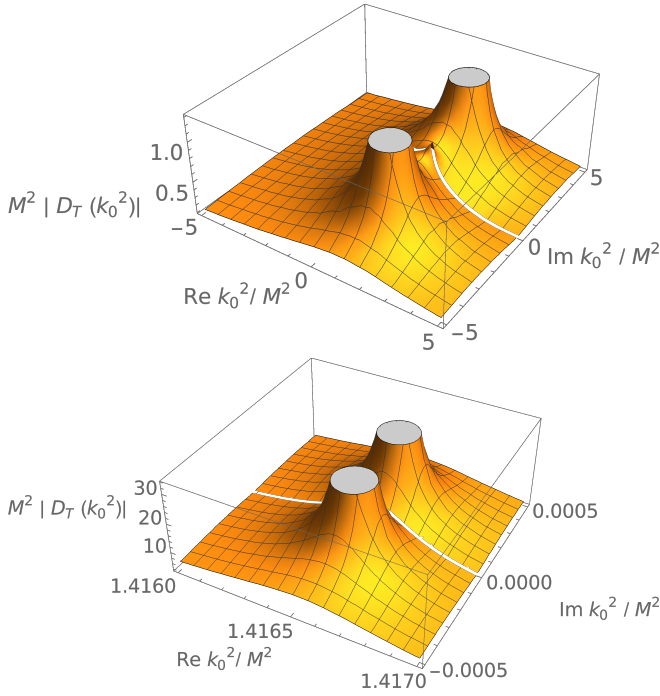 1.0
0.5
M² | D_T (k₀²)|
−5
0
5
Re k₀²/ M²
5
0
−5
Im k₀² / M²
30
20
10
M² | D_T (k₀²)|
1.4160
1.4165
1.4170
Re k₀²/ M²
0.0005
0.0000
−0.0005
Im k₀² / M²